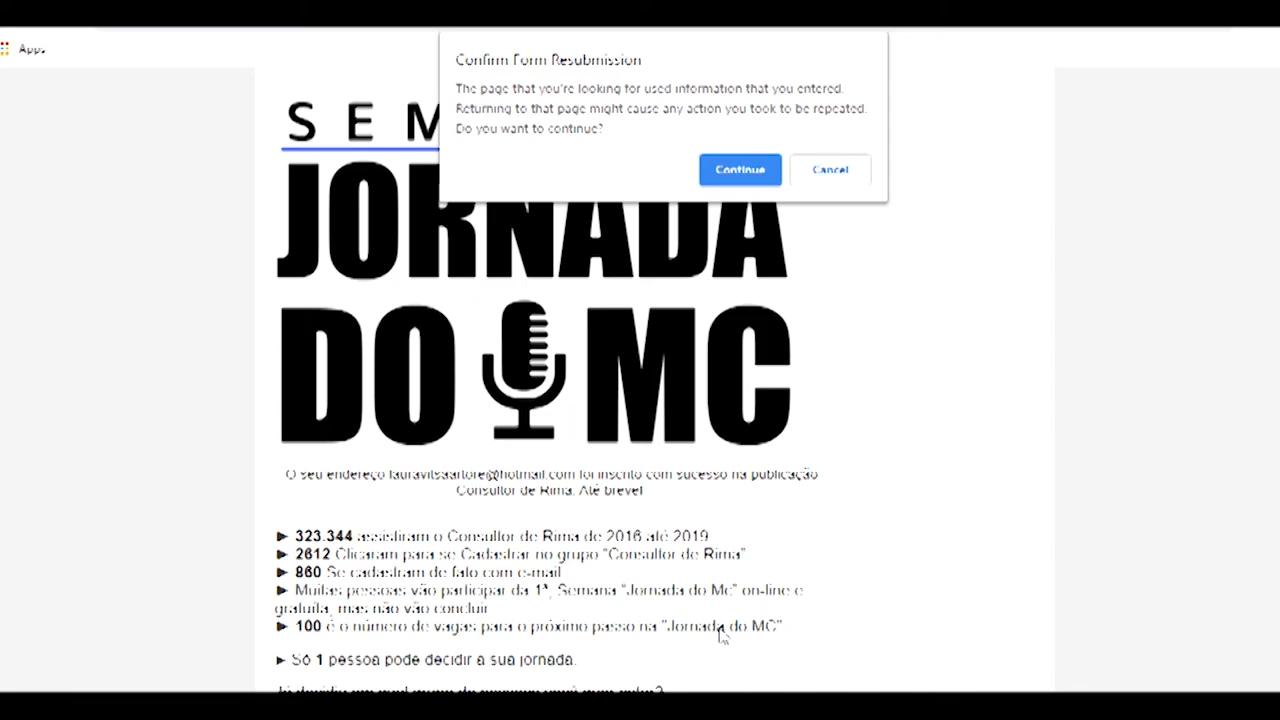 Apps
Confirm Form Resubmission
The page that you're looking for used information that you entered.
Returning to that page might cause any action you took to be repeated.
Do you want to continue?
Continue
Cancel
S E M
JORNADA
DO MC
O seu endereço lauravitsaartore@hotmail.com foi inscrito com sucesso na publicação
Consultor de Rima. Até breve!
► 323.344 assistiram o Consultor de Rima de 2016 até 2019
► 2612 Clicaram para se Cadastrar no grupo "Consultor de Rima"
► 860 Se cadastram de fato com e-mail
► Muitas pessoas vão participar da 1ª, Semana "Jornada do Mc" on-line e
gratuita, mas não vão concluir
► 100 é o número de vagas para o próximo passo na "Jornada do MC"
► Só 1 pessoa pode decidir a sua jornada.